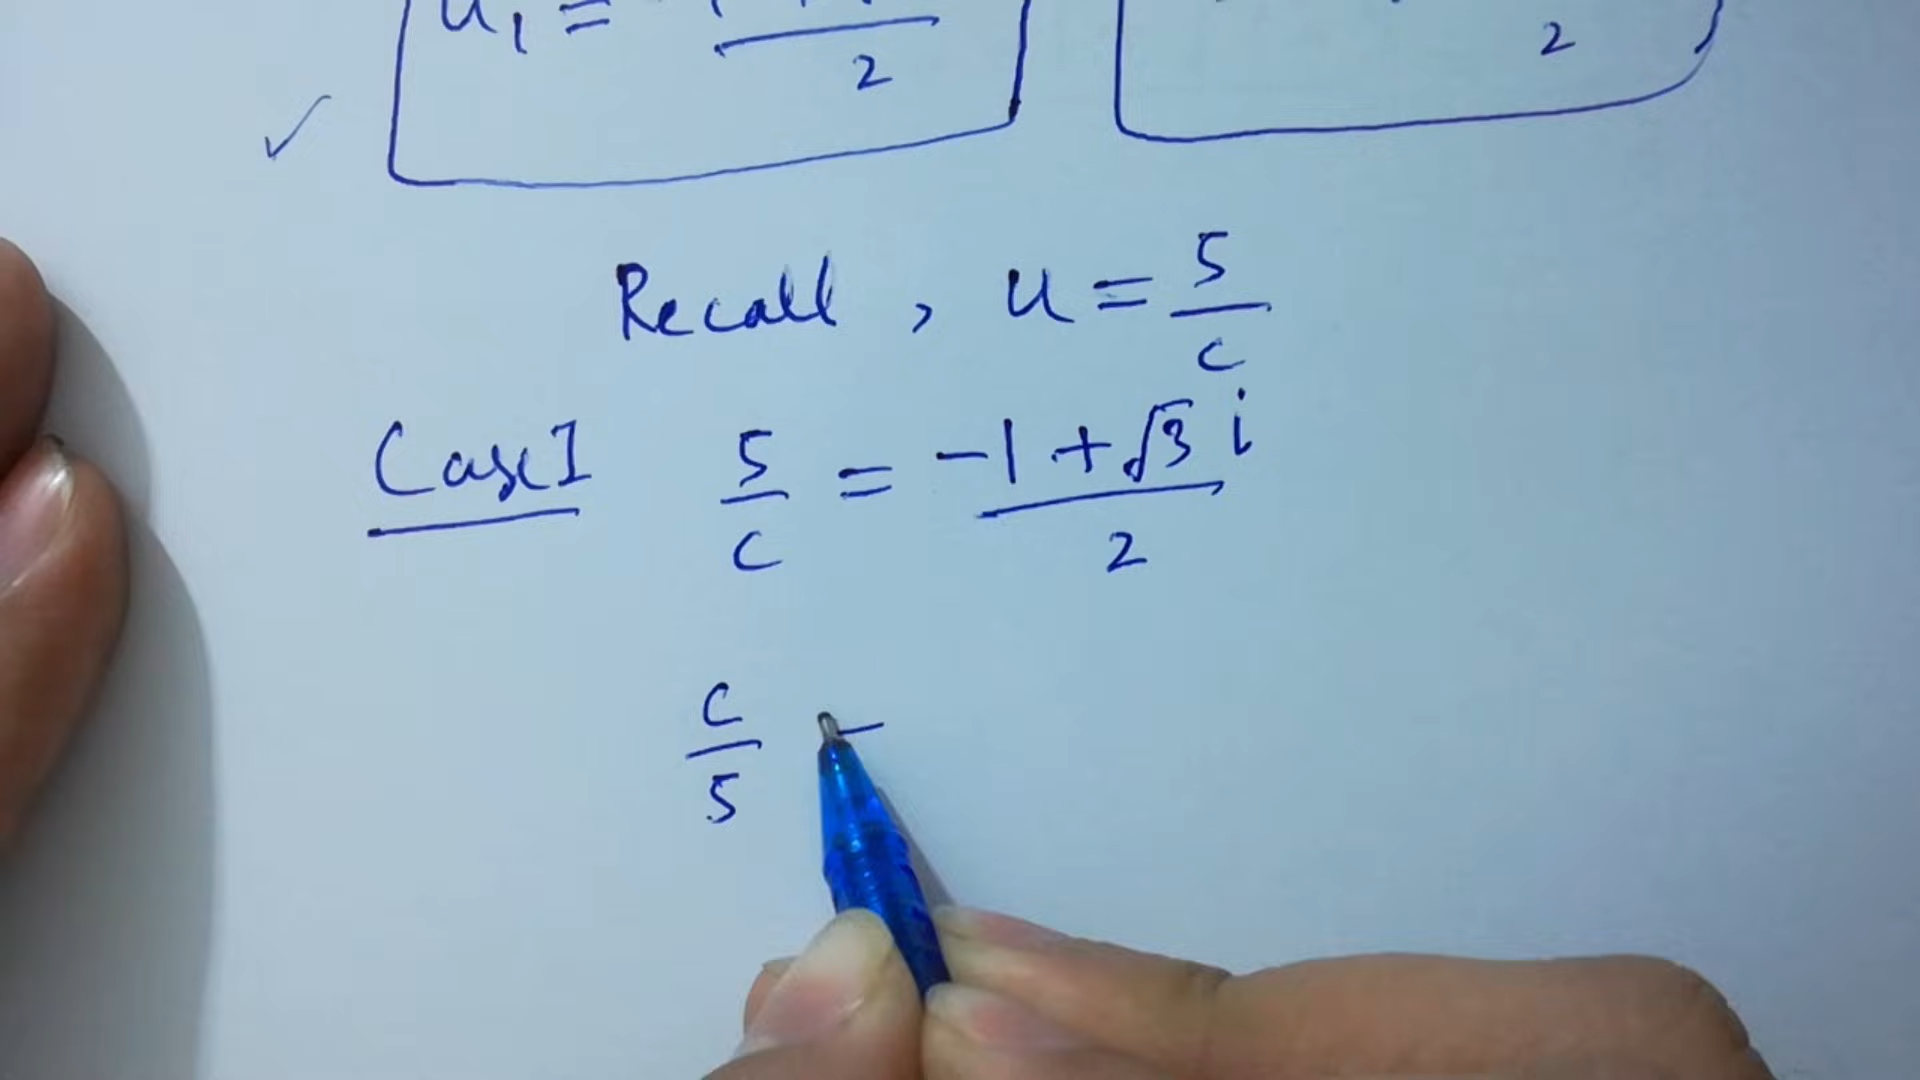 u₁ = 2
2
✓
Recall, u = 5/c
Case I 5/c = (-1 + √3 i)/2
c/5 =